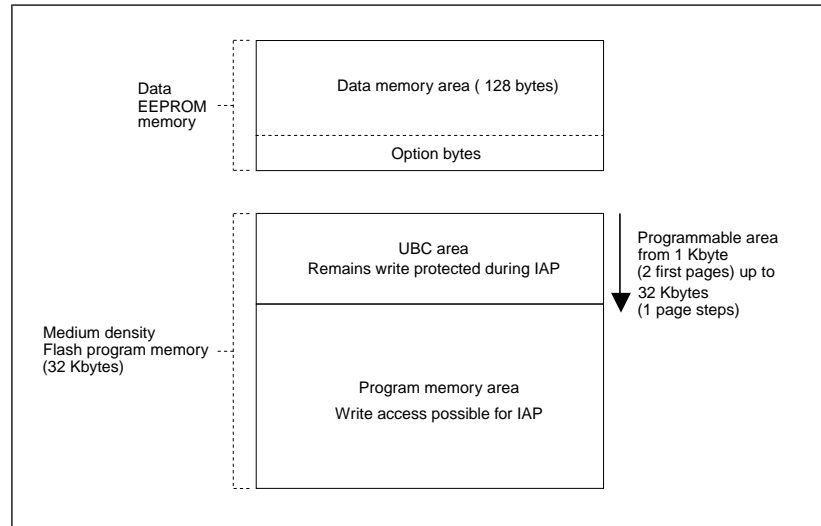 Data
EEPROM
memory
Data memory area ( 128 bytes)
Option bytes
Medium density
Flash program memory
(32 Kbytes)
UBC area
Remains write protected during IAP
Program memory area
Write access possible for IAP
Programmable area
from 1 Kbyte
(2 first pages) up to
32 Kbytes
(1 page steps)